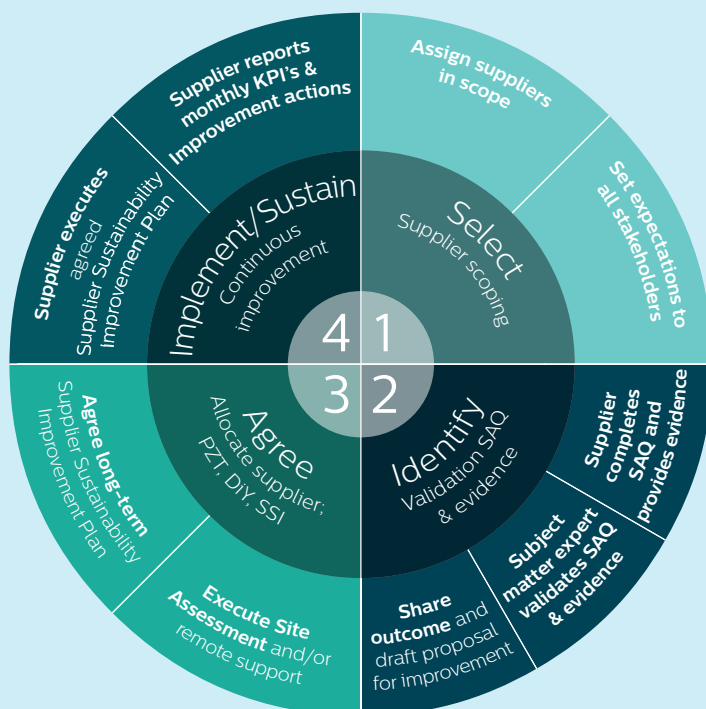 1
Select
Supplier scoping
Assign suppliers
in scope
Set expectations to
all stakeholders
2
Identify
Validation SAQ
& evidence
Supplier
completes
SAQ and
provides evidence
Subject
matter expert
validates SAQ
& evidence
Share
outcome and
draft proposal
for improvement
3
Agree
Allocate supplier;
PZT, DiY, SSI
Execute Site
Assessment and/or
remote support
Agree long-term
Supplier Sustainability
Improvement Plan
4
Implement/Sustain
Continuous
improvement
Supplier executes
agreed
Supplier Sustainability
Improvement Plan
Supplier reports
monthly KPI's &
Improvement actions